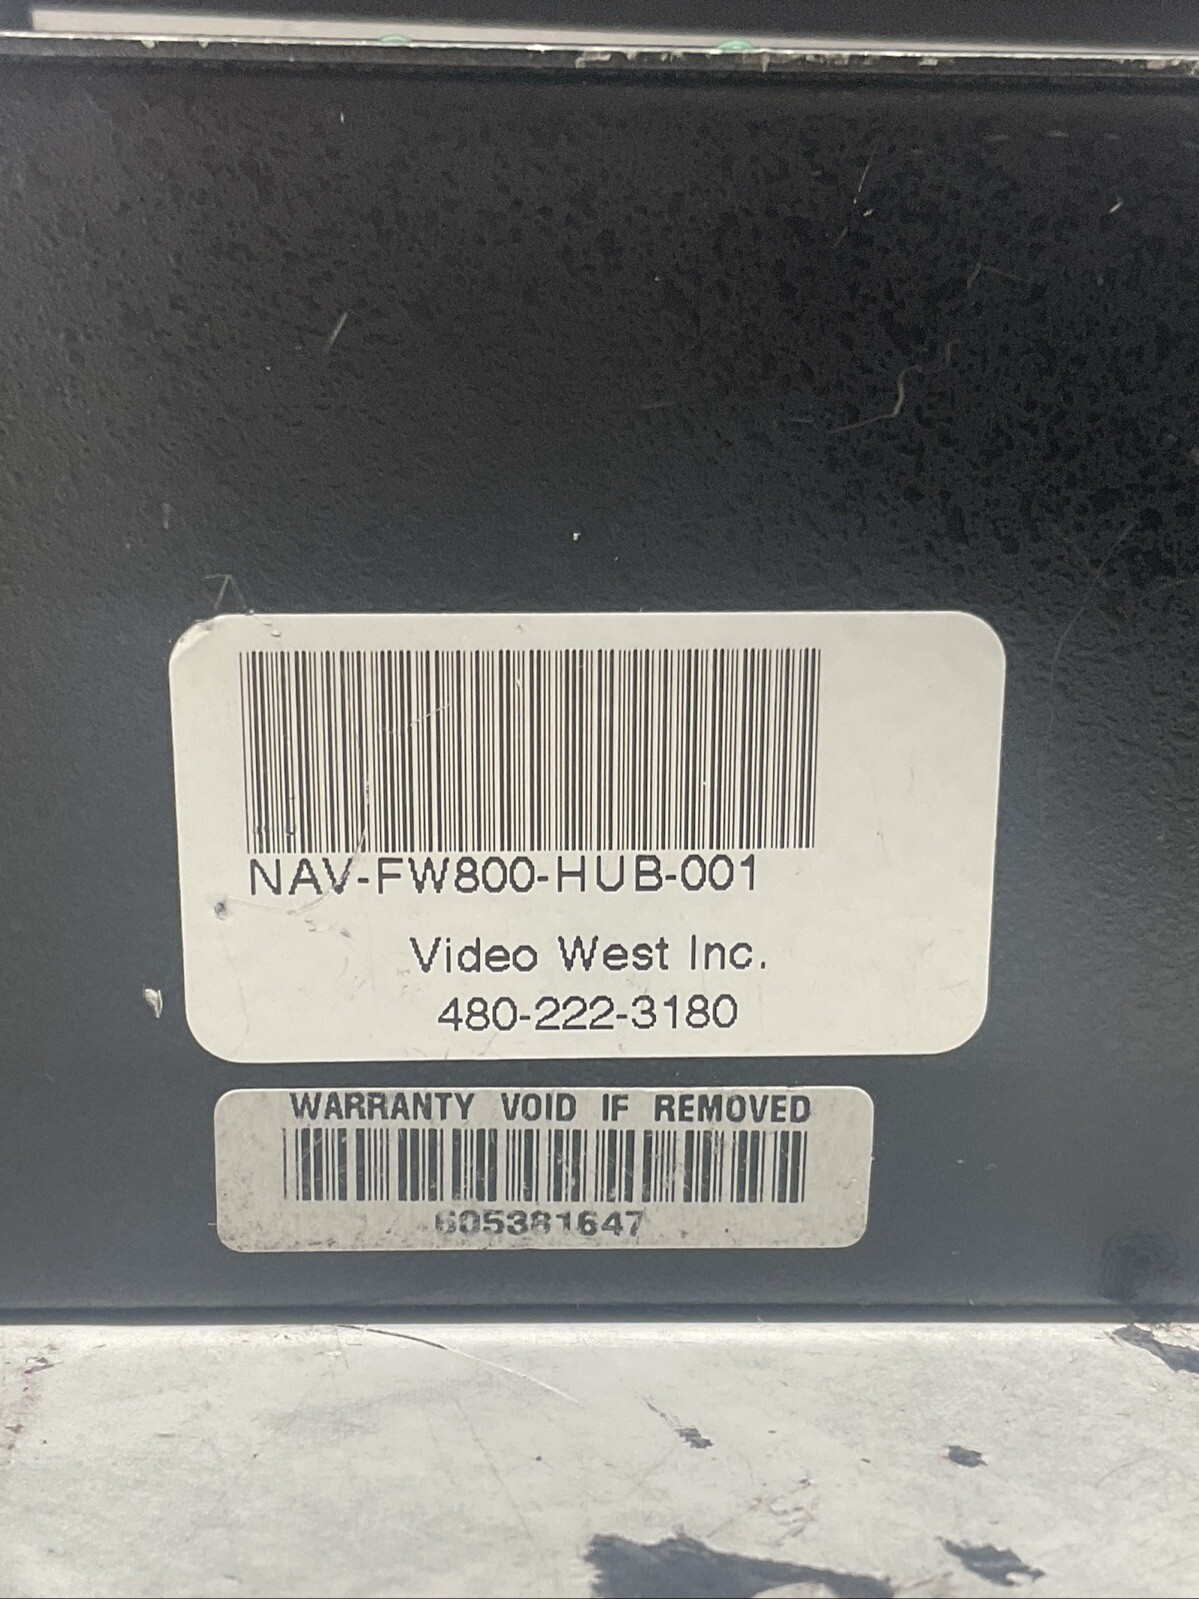 NAV-FW800-HUB-001
Video West Inc.
480-222-3180
WARRANTY VOID IF REMOVED
605381647